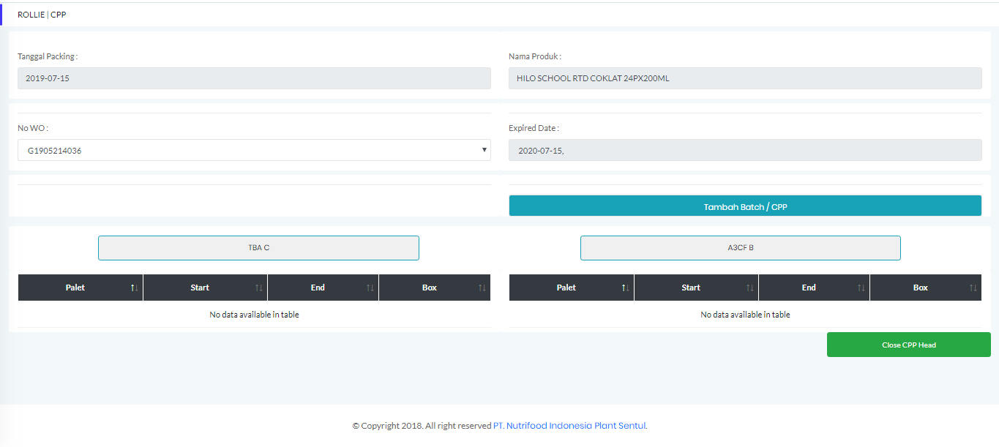 ROLLIE | CPP
Tanggal Packing :
Nama Produk :
2019-07-15
HILO SCHOOL RTD COKLAT 24PX200ML
No WO :
Expired Date :
G1905214036
2020-07-15,
Tambah Batch / CPP
TBA C
A3CF B
Palet Start End Box
Palet Start End Box
No data available in table
No data available in table
Close CPP Head
© Copyright 2018. All right reserved PT. Nutrifood Indonesia Plant Sentul.